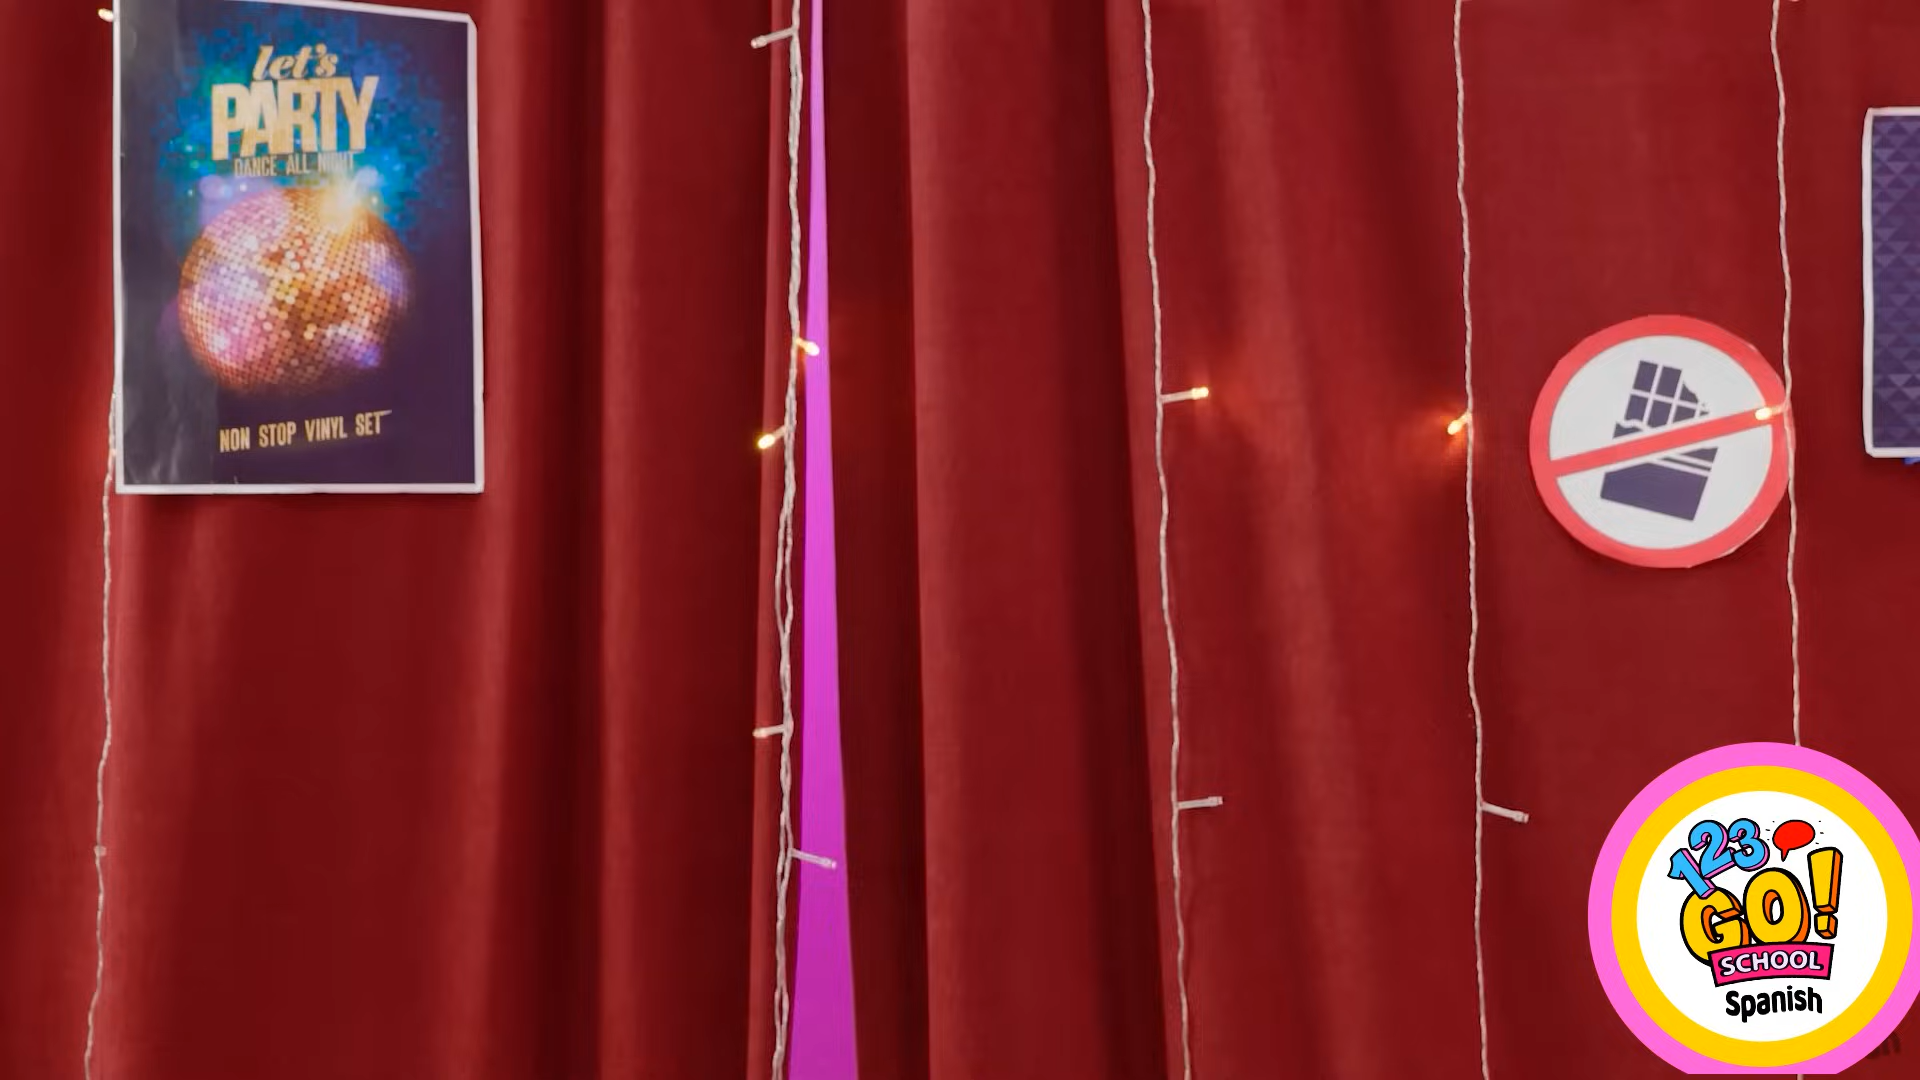 let's
PARTY
DANCE ALL NIGHT
NON STOP VINYL SET
123
GO!
SCHOOL
Spanish